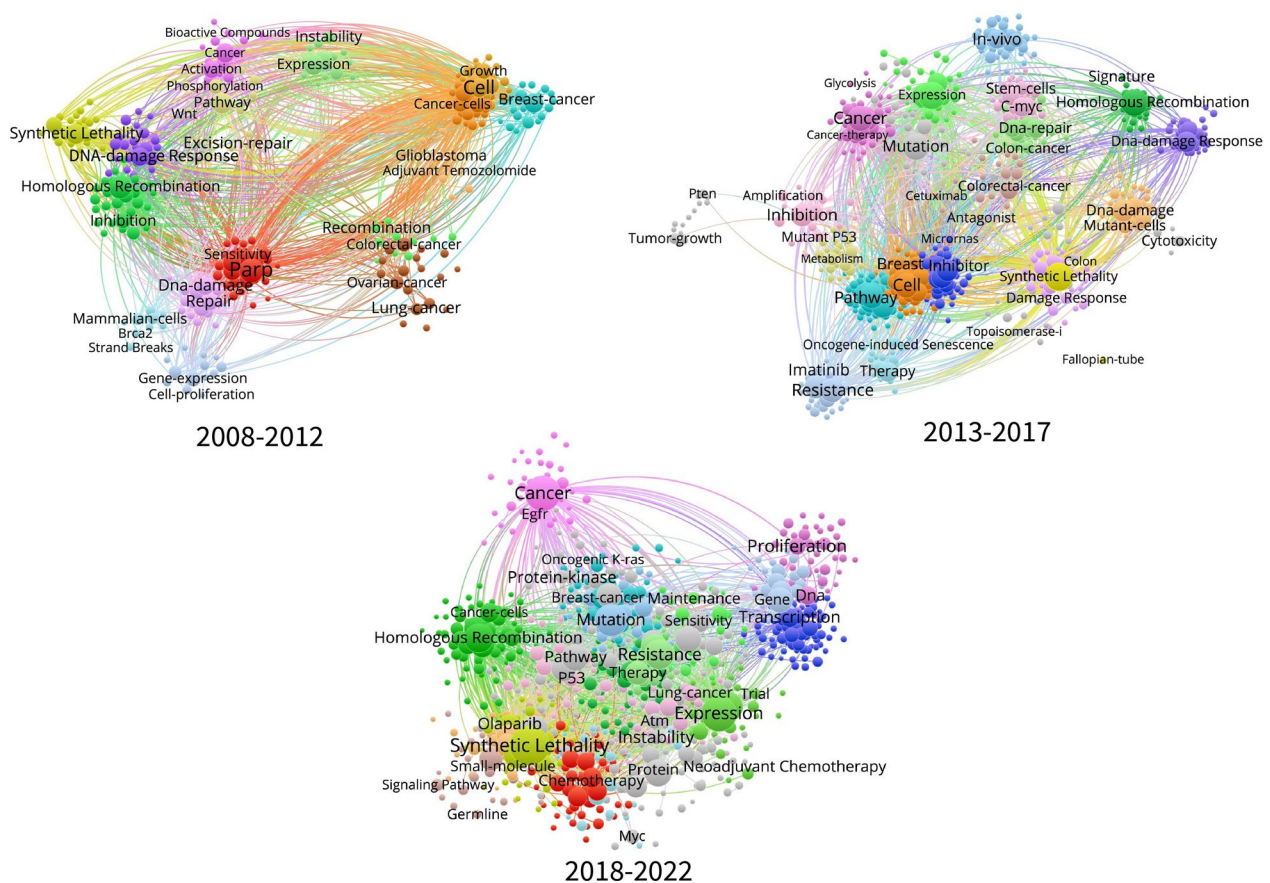 Bioactive Compounds
Instability
Cancer
Activation
Expression
Phosphorylation
Pathway
Wnt
Growth
Cell
Cancer-cells
Breast-cancer
Synthetic Lethality
DNA-damage Response
Excision-repair
Glioblastoma
Adjuvant Temozolomide
Homologous Recombination
Inhibition
Recombination
Colorectal-cancer
Sensitivity
Parp
Dna-damage
Repair
Ovarian-cancer
Lung-cancer
Mammalian-cells
Brca2
Strand Breaks
Gene-expression
Cell-proliferation
2008-2012
In-vivo
Glycolysis
Expression
Stem-cells
C-myc
Signature
Homologous Recombination
Cancer
Cancer-therapy
Mutation
Dna-repair
Colon-cancer
Dna-damage Response
Colorectal-cancer
Pten
Amplification
Cetuximab
Inhibition
Antagonist
Dna-damage
Mutant-cells
Tumor-growth
Mutant P53
Micrornas
Cytotoxicity
Metabolism
Breast
Inhibitor
Colon
Cell
Synthetic Lethality
Pathway
Damage Response
Topoisomerase-i
Oncogene-induced Senescence
Fallopian-tube
Imatinib
Therapy
Resistance
2013-2017
Cancer
Egfr
Proliferation
Oncogenic K-ras
Protein-kinase
Breast-cancer
Maintenance
Gene
Dna
Cancer-cells
Mutation
Sensitivity
Transcription
Homologous Recombination
Pathway
Resistance
P53
Therapy
Lung-cancer
Trial
Olaparib
Atm
Expression
Synthetic Lethality
Instability
Small-molecule
Protein
Neoadjuvant Chemotherapy
Signaling Pathway
Chemotherapy
Germline
Myc
2018-2022